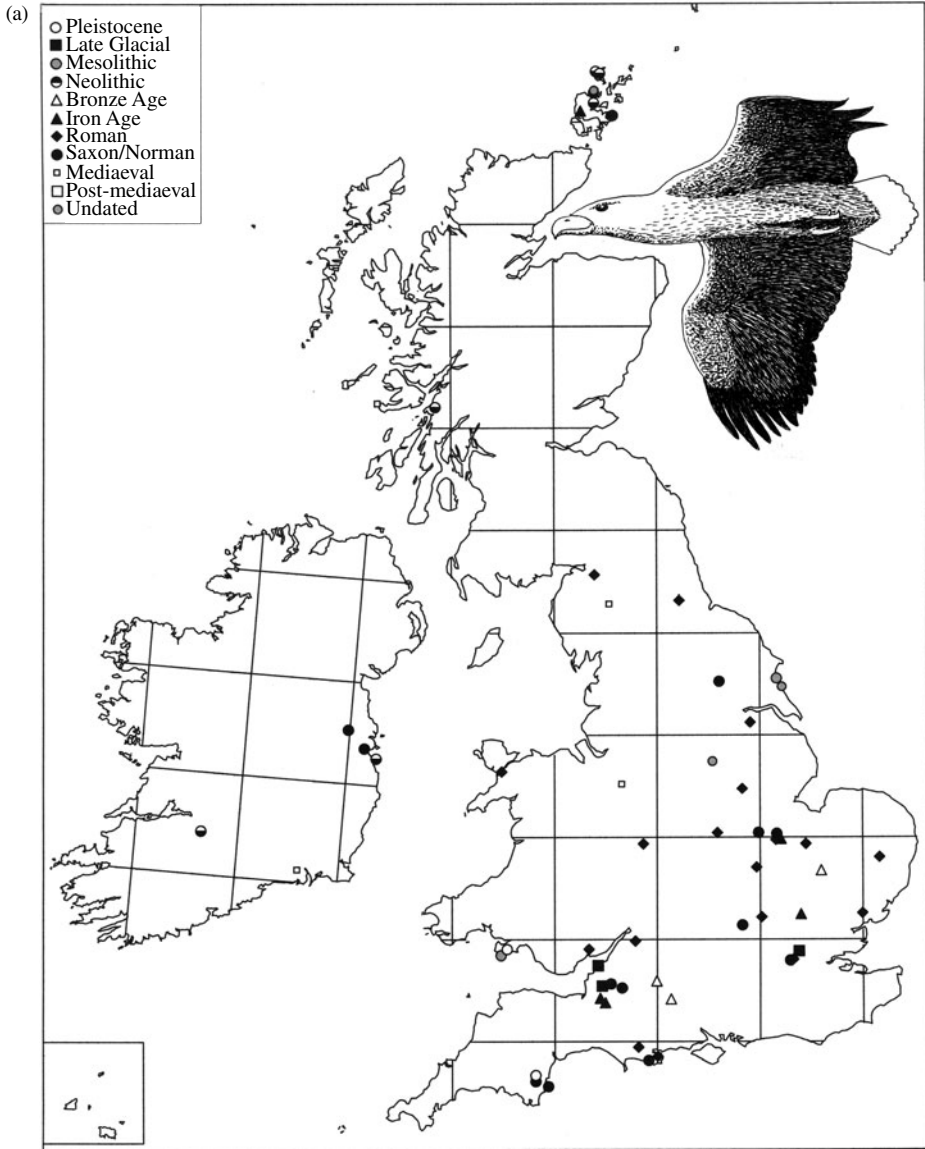 (a)
Pleistocene
Late Glacial
Mesolithic
Neolithic
Bronze Age
Iron Age
Roman
Saxon/Norman
Mediaeval
Post-mediaeval
Undated